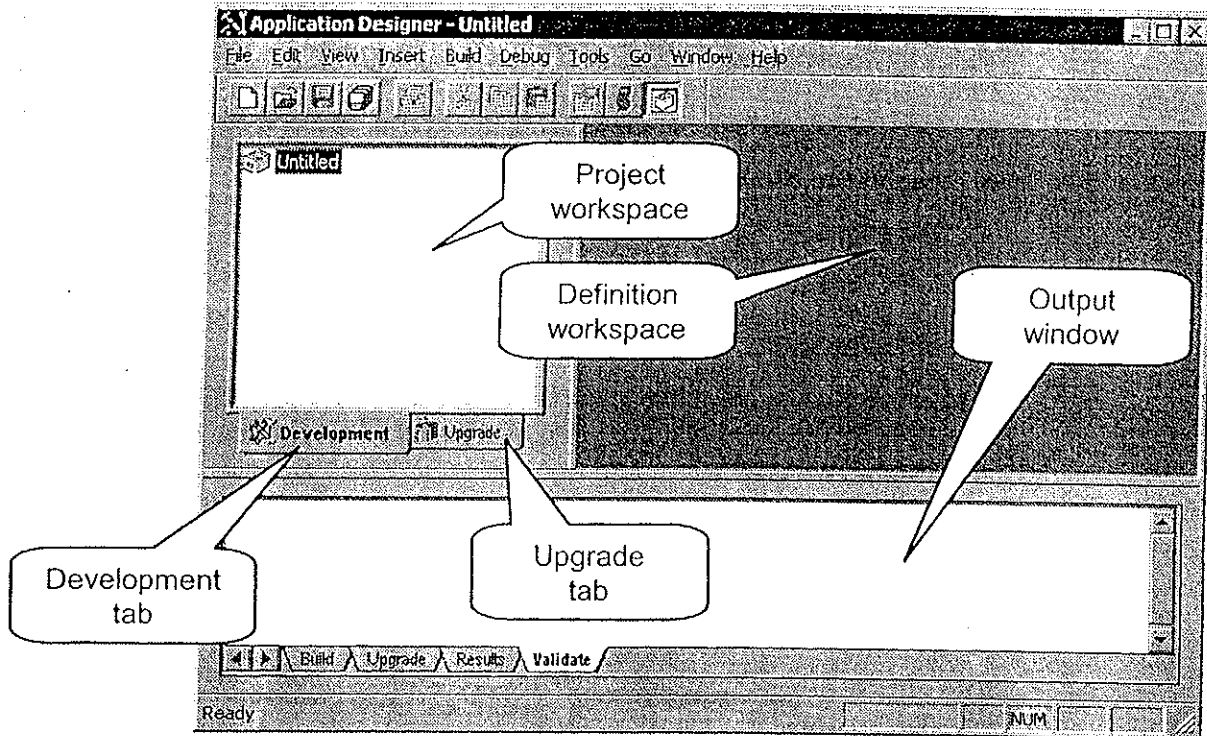 Application Designer - Untitled
File Edit View Insert Build Debug Tools Go Window Help
Untitled
Project
workspace
Definition
workspace
Output
window
Development
Upgrade
Development
tab
Upgrade
tab
Build Upgrade Results Validate
Ready
NUM